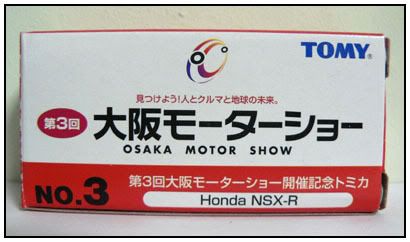 TOMY®
見つけよう!人とクルマと地球の未来。
第3回 大阪モーターショー
OSAKA MOTOR SHOW
NO.3 第3回大阪モーターショー開催記念トミカ
Honda NSX-R